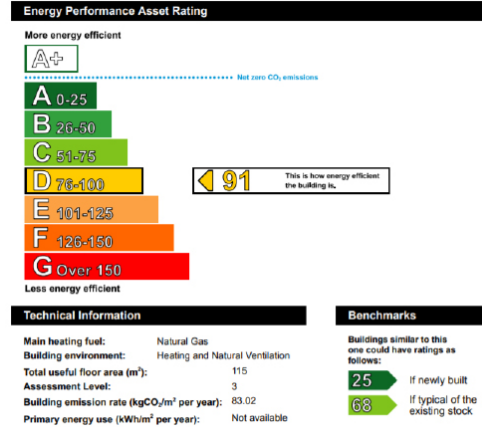 Energy Performance Asset Rating
More energy efficient
A+
Net zero CO₂ emissions
A 0-25
B 26-50
C 51-75
D 76-100
91
This is how energy efficient
the building is.
E 101-125
F 126-150
G Over 150
Less energy efficient
Technical Information
Main heating fuel: Natural Gas
Building environment: Heating and Natural Ventilation
Total useful floor area (m²): 115
Assessment Level: 3
Building emission rate (kgCO₂/m² per year): 83.02
Primary energy use (kWh/m² per year): Not available
Benchmarks
Buildings similar to this
one could have ratings as
follows:
25 If newly built
68 If typical of the
existing stock